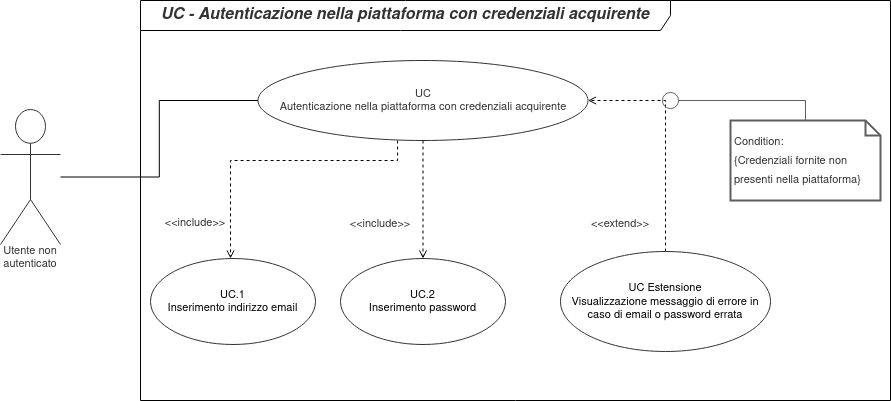 UC - Autenticazione nella piattaforma con credenziali acquirente
UC
Autenticazione nella piattaforma con credenziali acquirente
Condition:
{Credenziali fornite non
presenti nella piattaforma}
Utente non
autenticato
<<include>>
<<include>>
<<extend>>
UC.1
Inserimento indirizzo email
UC.2
Inserimento password
UC Estensione
Visualizzazione messaggio di errore in
caso di email o password errata